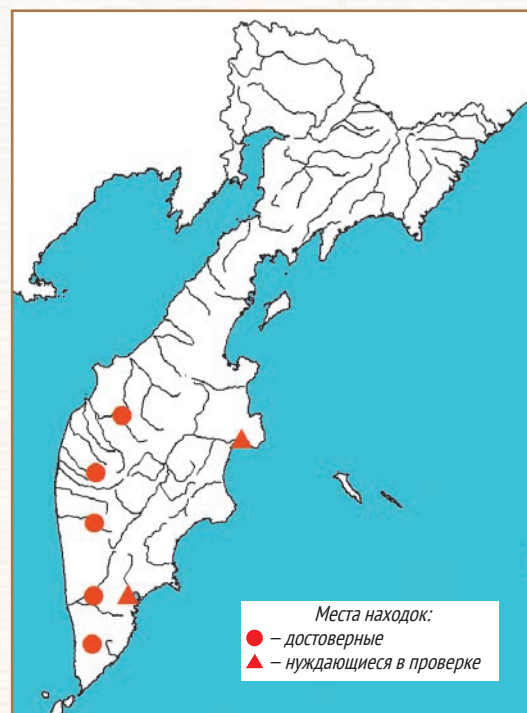 Места находок:
– достоверные
– нуждающиеся в проверке